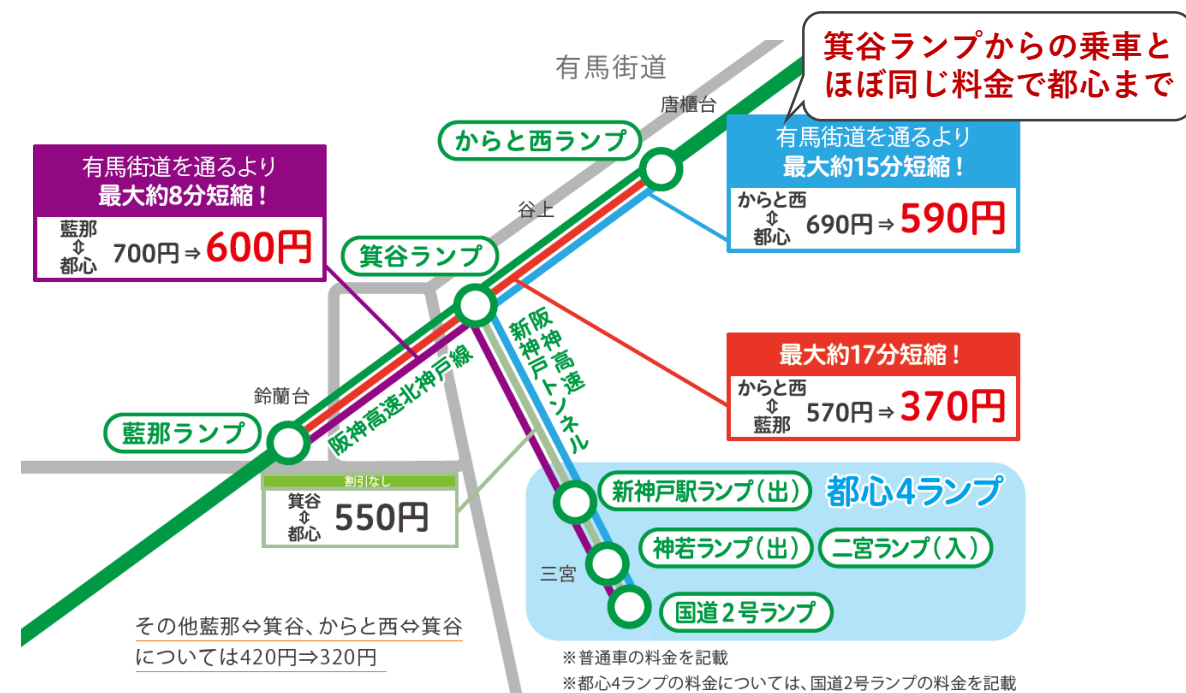 箕谷ランプからの乗車と
ほぼ同じ料金で都心まで
有馬街道
唐櫃台
からと西ランプ
有馬街道を通るより
最大約15分短縮!
からと西
⇕
都心
690円⇒590円
有馬街道を通るより
最大約8分短縮!
藍那
⇕
都心
700円⇒600円
谷上
箕谷ランプ
阪神高速
新神戸トンネル
阪神高速北神戸線
最大約17分短縮!
からと西
⇕
藍那
570円⇒370円
鈴蘭台
藍那ランプ
割引なし
箕谷
⇕
都心
550円
都心4ランプ
新神戸駅ランプ(出)
神若ランプ(出)
二宮ランプ(入)
三宮
国道2号ランプ
その他藍那⇔箕谷、からと西⇔箕谷
については420円⇒320円
※普通車の料金を記載
※都心4ランプの料金については、国道2号ランプの料金を記載